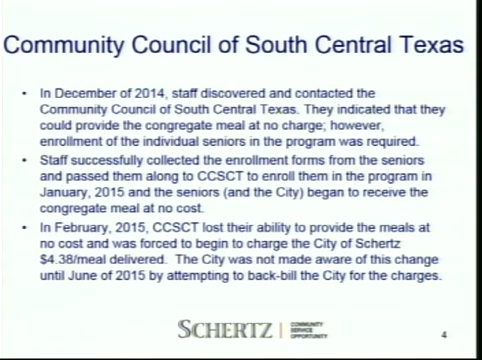 Community Council of South Central Texas
• In December of 2014, staff discovered and contacted the
Community Council of South Central Texas. They indicated that they
could provide the congregate meal at no charge; however,
enrollment of the individual seniors in the program was required.
• Staff successfully collected the enrollment forms from the seniors
and passed them along to CCSCT to enroll them in the program in
January, 2015 and the seniors (and the City) began to receive the
congregate meal at no cost.
• In February, 2015, CCSCT lost their ability to provide the meals at
no cost and was forced to begin to charge the City of Schertz
$4.38/meal delivered. The City was not made aware of this change
until June of 2015 by attempting to back-bill the City for the charges.
SCHERTZ | COMMUNITY
SERVICE
OPPORTUNITY
4